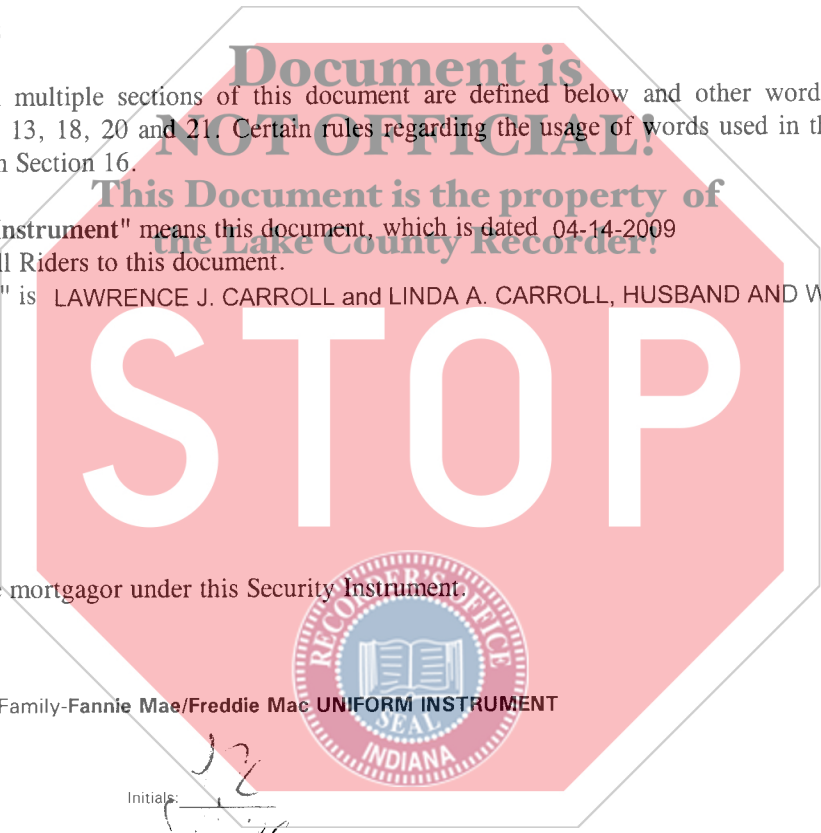 Document is
multiple sections of this document are defined below and other word
13, 18, 20 and 21. Certain rules regarding the usage of words used in th
NOT OFFICIAL!
n Section 16.
This Document is the property of
Instrument" means this document, which is dated 04-14-2009
the Lake County Recorder!
ll Riders to this document.
" is LAWRENCE J. CARROLL and LINDA A. CARROLL, HUSBAND AND W
STOP
e mortgagor under this Security Instrument.
RECORDER'S OFFICE
Family-Fannie Mae/Freddie Mac UNIFORM INSTRUMENT
SEAL
INDIANA
Initials: